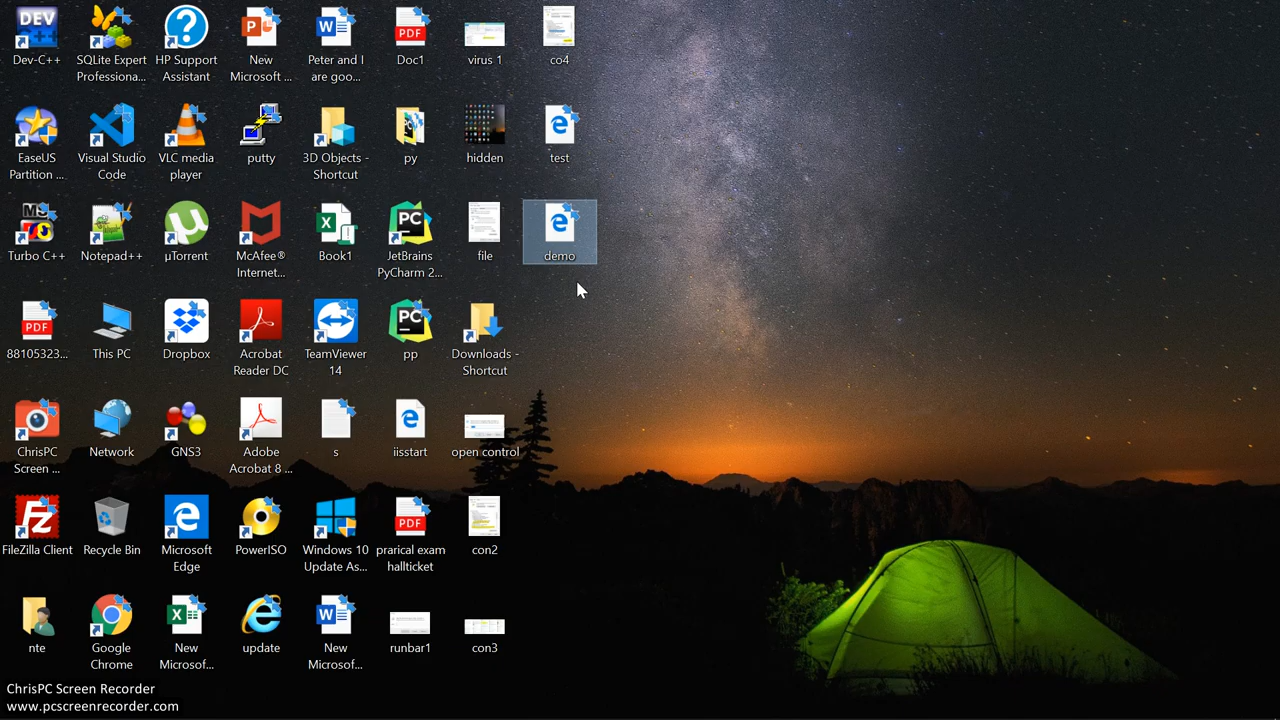 Dev-C++
SQLite Expert
Professiona...
HP Support
Assistant
New
Microsoft ...
Peter and I
are goo...
Doc1
virus 1
co4
EaseUS
Partition ...
Visual Studio
Code
VLC media
player
putty
3D Objects -
Shortcut
py
hidden
test
Turbo C++
Notepad++
µTorrent
McAfee®
Internet...
Book1
JetBrains
PyCharm 2...
file
demo
88105323...
This PC
Dropbox
Acrobat
Reader DC
TeamViewer
14
pp
Downloads -
Shortcut
ChrisPC
Screen ...
Network
GNS3
Adobe
Acrobat 8 ...
s
iisstart
open control
FileZilla Client
Recycle Bin
Microsoft
Edge
PowerISO
Windows 10
Update As...
prarical exam
hallticket
con2
nte
Google
Chrome
New
Microsof...
update
New
Microsof...
runbar1
con3
ChrisPC Screen Recorder
www.pcscreenrecorder.com